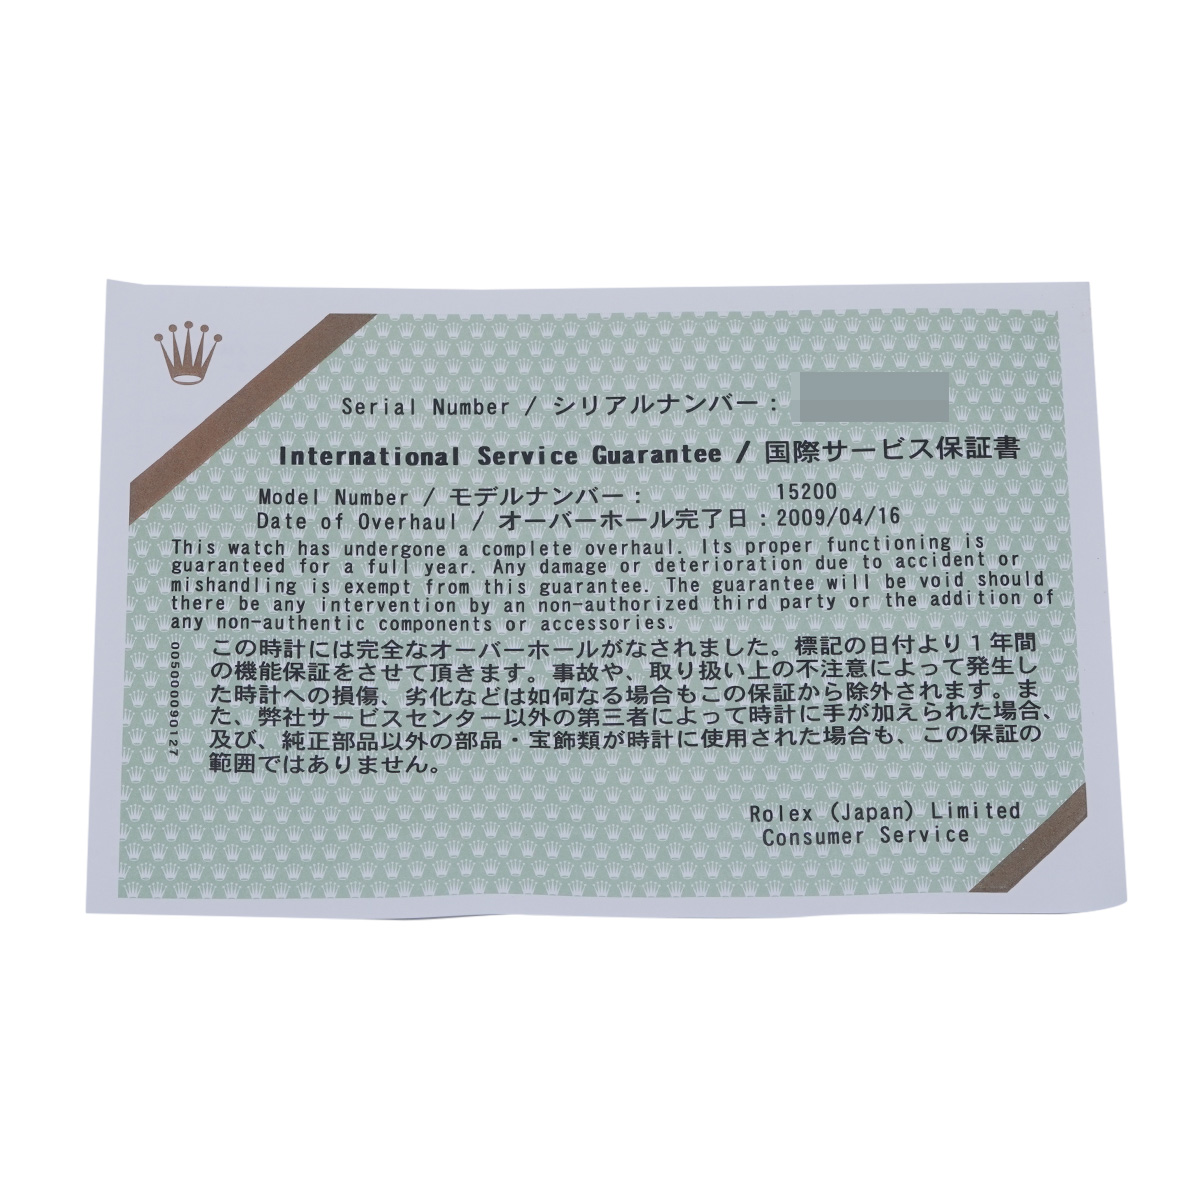 Serial Number / シリアルナンバー :
International Service Guarantee / 国際サービス保証書
Model Number / モデルナンバー : 15200
Date of Overhaul / オーバーホール完了日 : 2009/04/16
This watch has undergone a complete overhaul. Its proper functioning is
guaranteed for a full year. Any damage or deterioration due to accident or
mishandling is exempt from this guarantee. The guarantee will be void should
there be any intervention by an non-authorized third party or the addition of
any non-authentic components or accessories.
この時計には完全なオーバーホールがなされました。標記の日付より1年間
の機能保証をさせて頂きます。事故や、取り扱い上の不注意によって発生し
た時計への損傷、劣化などは如何なる場合もこの保証から除外されます。ま
た、弊社サービスセンター以外の第三者によって時計に手が加えられた場合、
及び、純正部品以外の部品・宝飾類が時計に使用された場合も、この保証の
範囲ではありません。
0050000090127
Rolex (Japan) Limited
Consumer Service